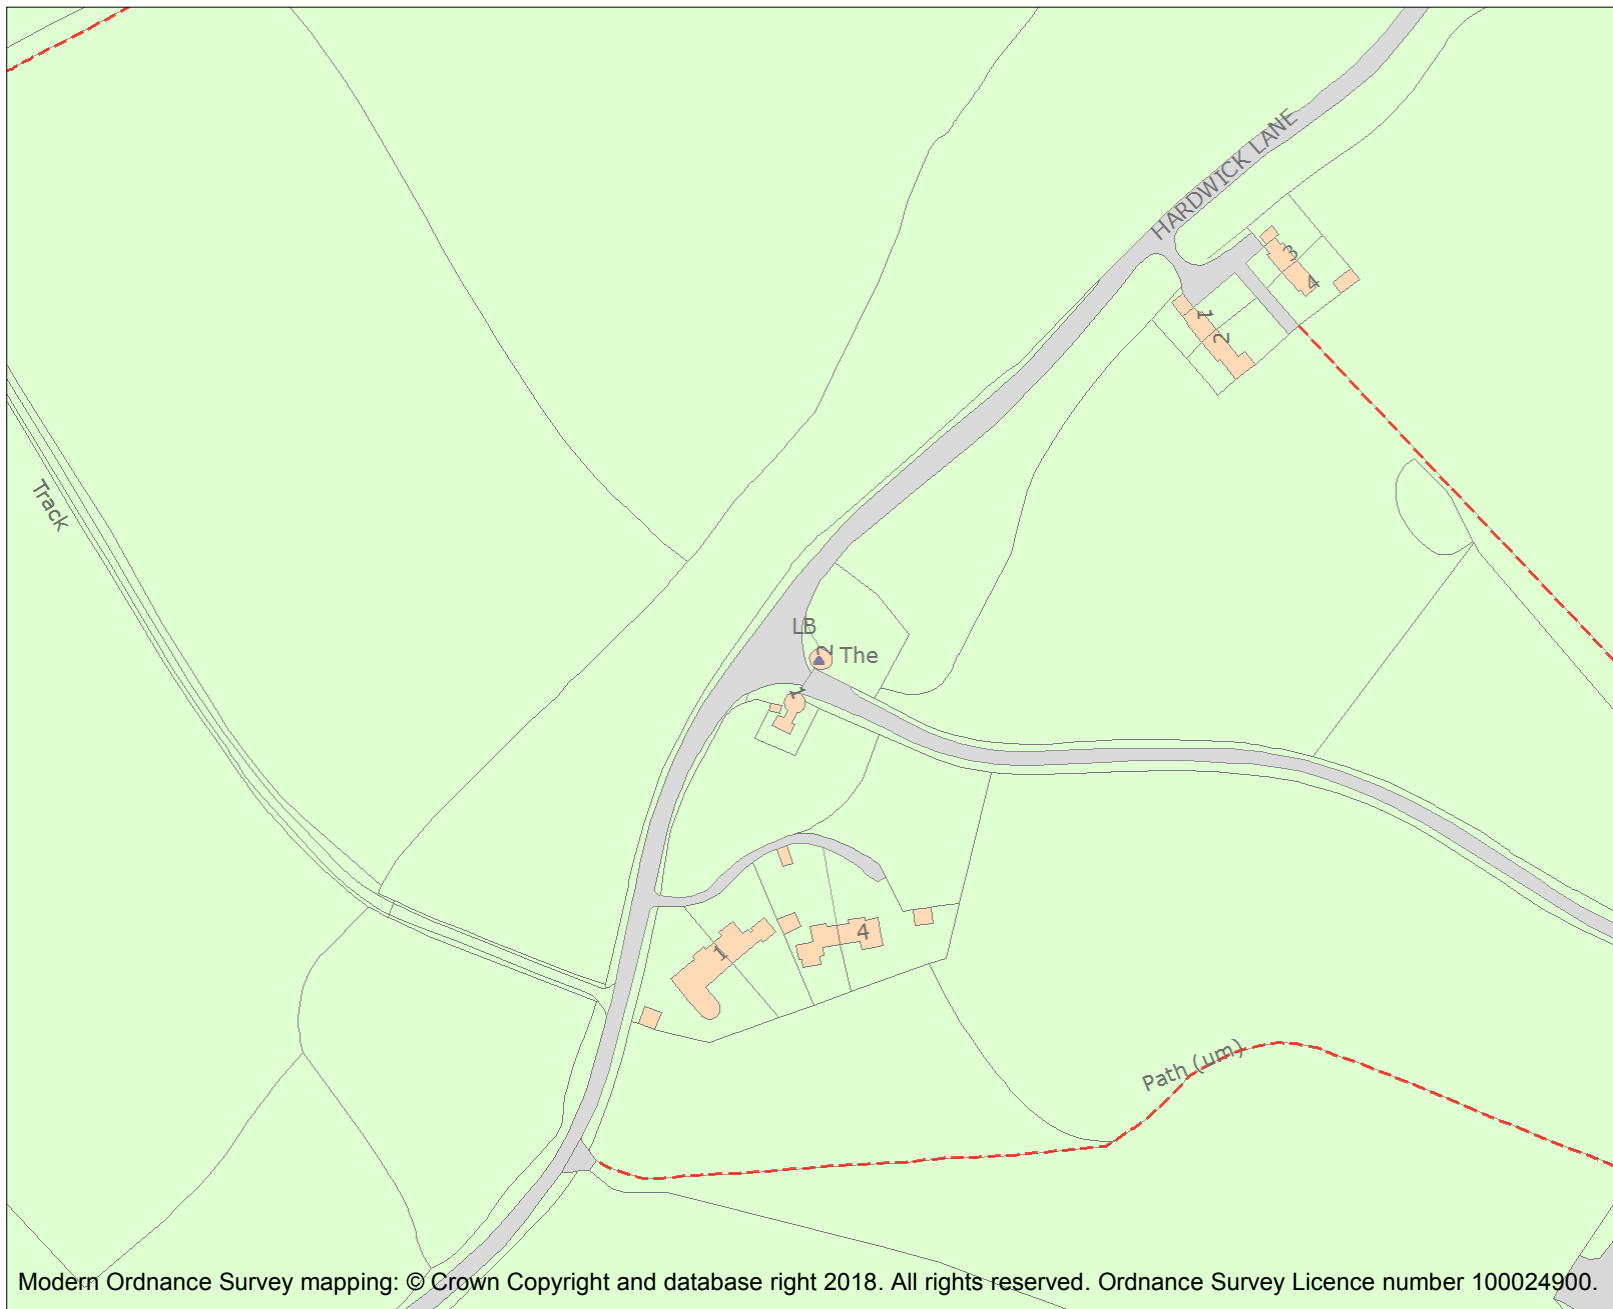 HARDWICK LANE
3
4
1
2
Track
LB
2
The
1
4
1
Path (um)
Modern Ordnance Survey mapping: © Crown Copyright and database right 2018. All rights reserved. Ordnance Survey Licence number 100024900.